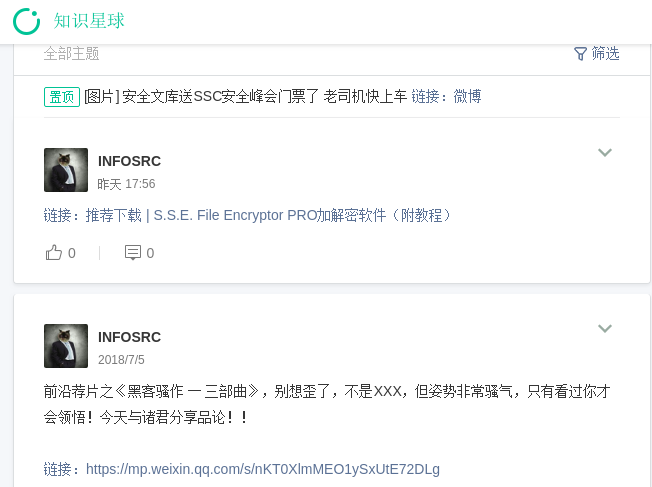 知识星球
全部主题 筛选
置顶 [图片] 安全文库送SSC安全峰会门票了 老司机快上车 链接：微博
INFOSRC
昨天 17:56
链接：推荐下载 | S.S.E. File Encryptor PRO加解密软件（附教程）
0 0
INFOSRC
2018/7/5
前沿荐片之《黑客骚作 一 三部曲》，别想歪了，不是XXX，但姿势非常骚气，只有看过你才
会领悟！今天与诸君分享品论！！
链接：https://mp.weixin.qq.com/s/nKT0XlmMEO1ySxUtE72DLg